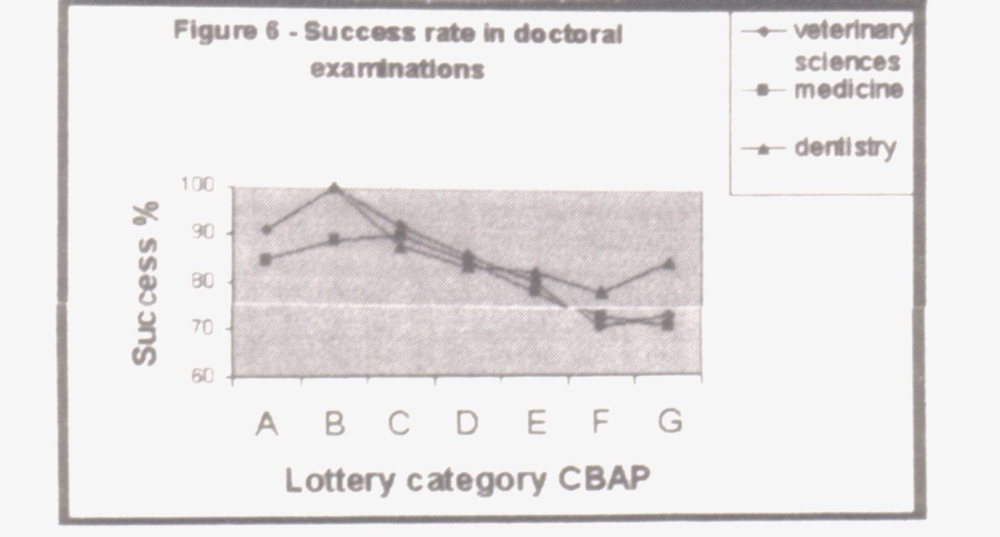 Figure 6 - Success rate in doctoral
examinations
veterinary
sciences
medicine
dentistry
Success %
100
90
80
70
60
A B C D E F G
Lottery category CBAP